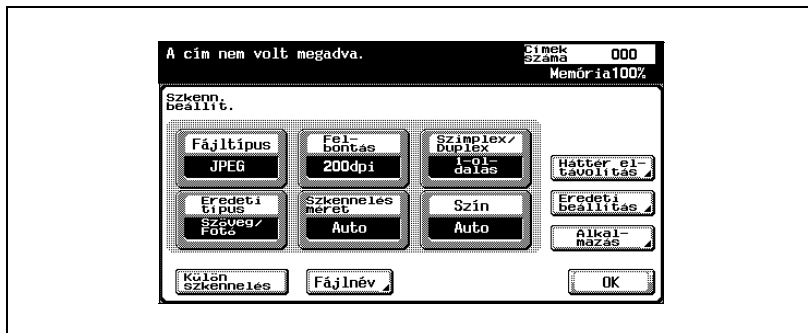 A cím nem volt megadva.
Címek
száma
000
Memória100%
Szkenn.
beállít.
Fájltípus
JPEG
Fel-
bontás
200dpi
Szimplex/
Duplex
1-ol-
dalas
Háttér el-
távolítás
Eredeti
típus
Szöveg/
Fotó
Szkennelés
méret
Auto
Szín
Auto
Eredeti
beállítás
Alkal-
mazás
Külön
szkennelés
Fájlnév
OK